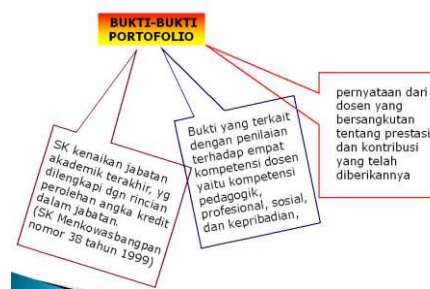 BUKTI-BUKTI
PORTOFOLIO
SK kenaikan jabatan
akademik terakhir, yg
dilengkapi dgn rincian
perolehan angka kredit
dalam jabatan.
(SK Menkowasbangpan
nomor 38 tahun 1999)
Bukti yang terkait
dengan penilaian
terhadap empat
kompetensi dosen
yaitu kompetensi
pedagogik,
profesional, sosial,
dan kepribadian,
pernyataan dari
dosen yang
bersangkutan
tentang prestasi
dan kontribusi
yang telah
diberikannya